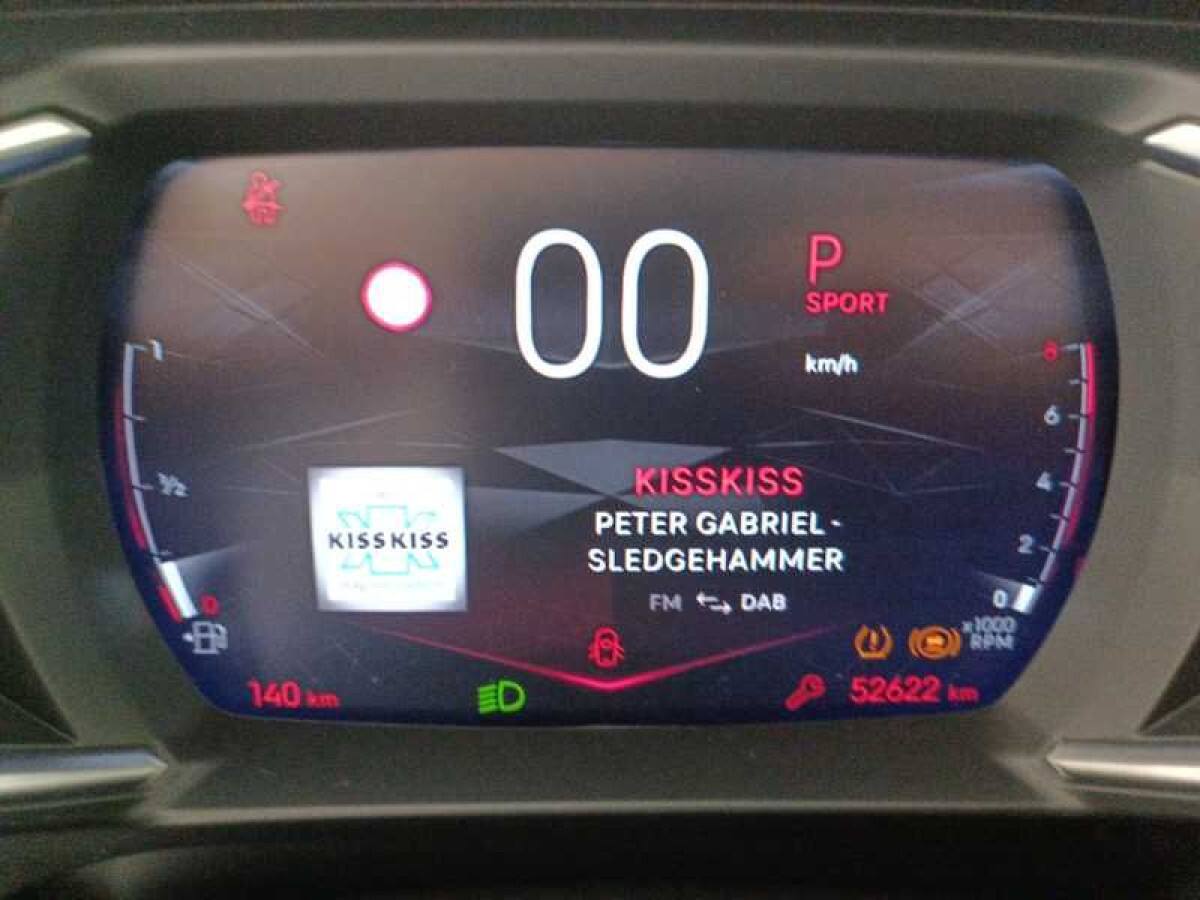 00
P
SPORT
km/h
1
1/2
0
8
6
4
2
0
KISSKISS
KISSKISS
PETER GABRIEL -
SLEDGEHAMMER
FM DAB
x1000
RPM
140 km
52622 km